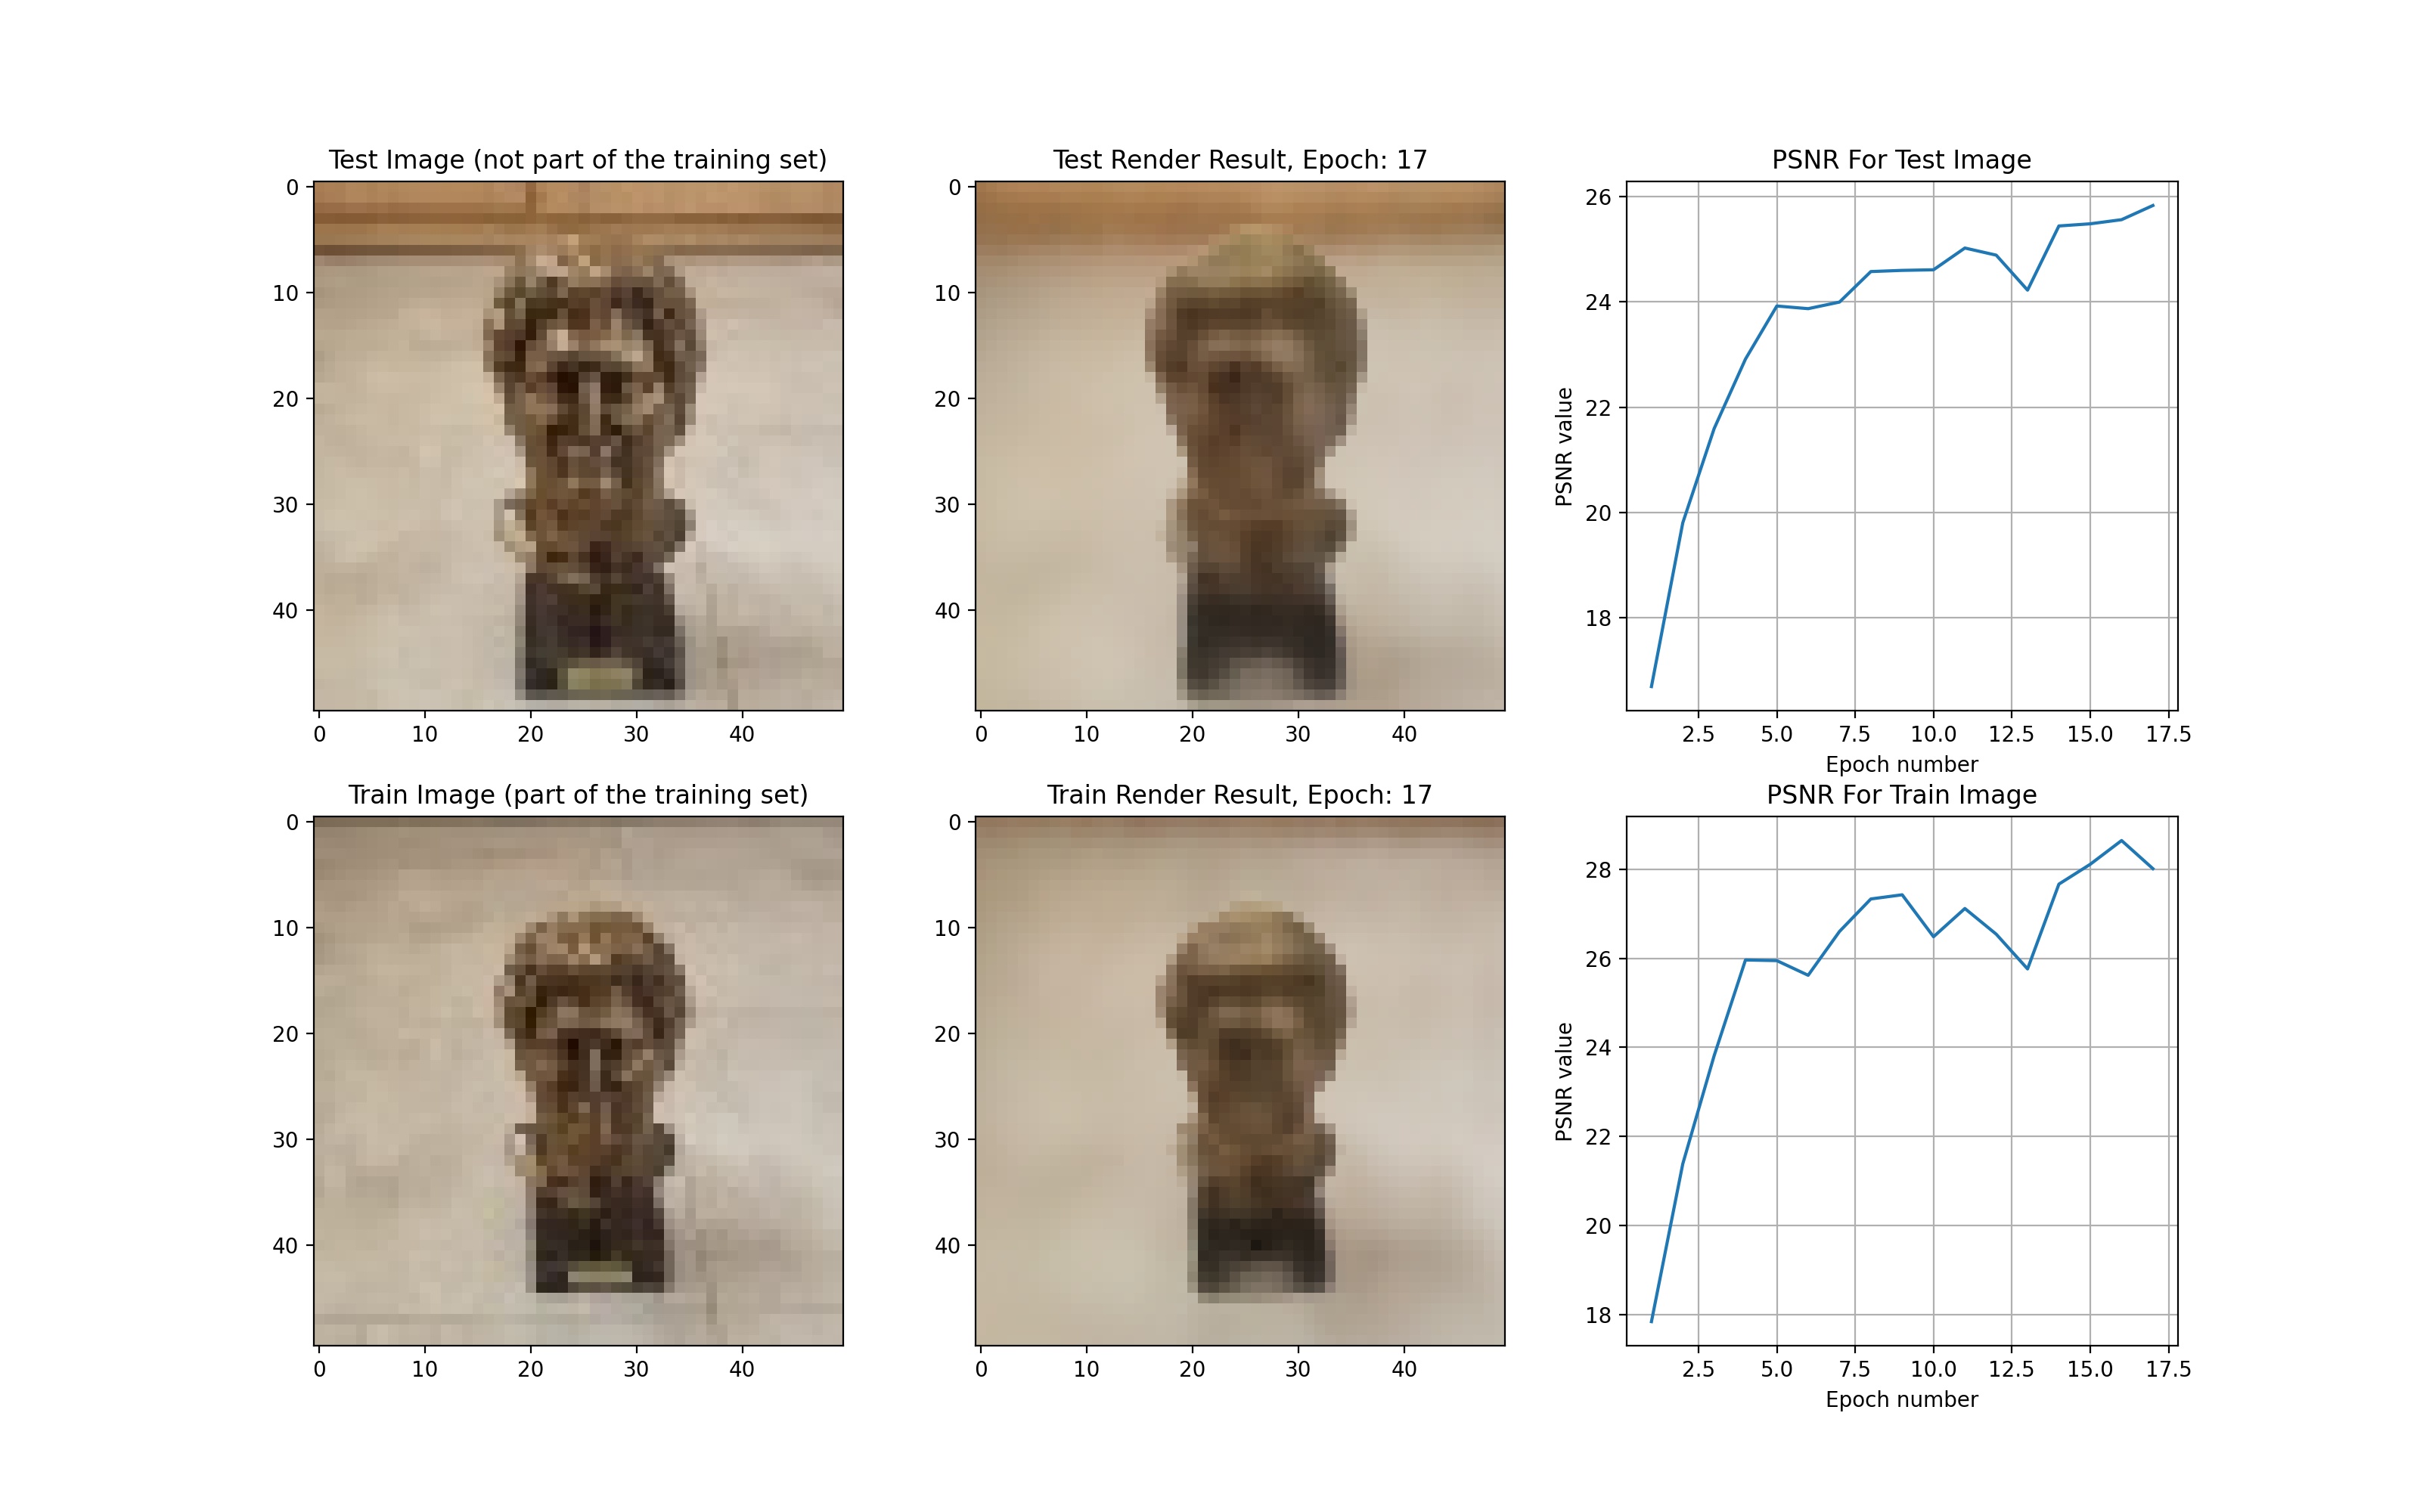 Test Image (not part of the training set)
0
10
20
30
40
0 10 20 30 40
Test Render Result, Epoch: 17
0
10
20
30
40
0 10 20 30 40
PSNR For Test Image
26
24
22
20
18
PSNR value
2.5 5.0 7.5 10.0 12.5 15.0 17.5
Epoch number
Train Image (part of the training set)
0
10
20
30
40
0 10 20 30 40
Train Render Result, Epoch: 17
0
10
20
30
40
0 10 20 30 40
PSNR For Train Image
28
26
24
22
20
18
PSNR value
2.5 5.0 7.5 10.0 12.5 15.0 17.5
Epoch number